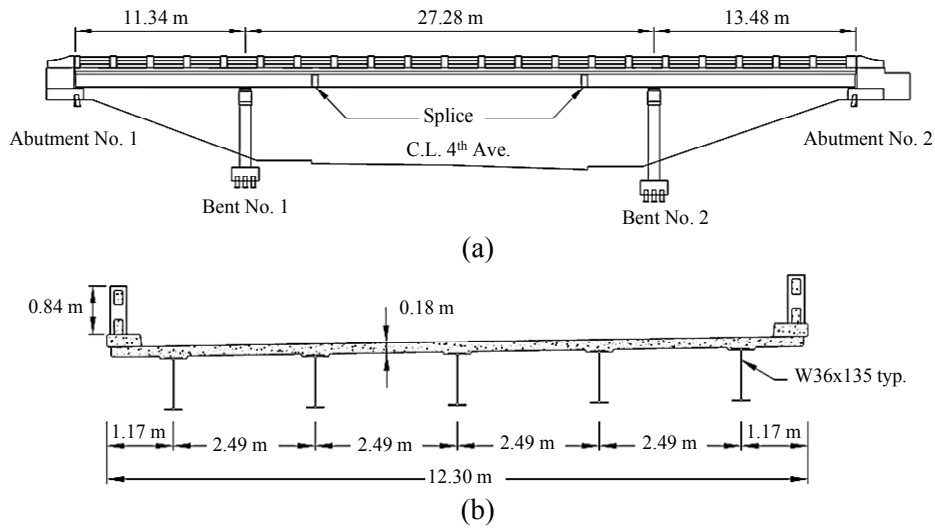 11.34 m 27.28 m 13.48 m
Splice
Abutment No. 1 Abutment No. 2
C.L. 4th Ave.
Bent No. 1 Bent No. 2
(a)
0.84 m 0.18 m
W36x135 typ.
1.17 m 2.49 m 2.49 m 2.49 m 2.49 m 1.17 m
12.30 m
(b)